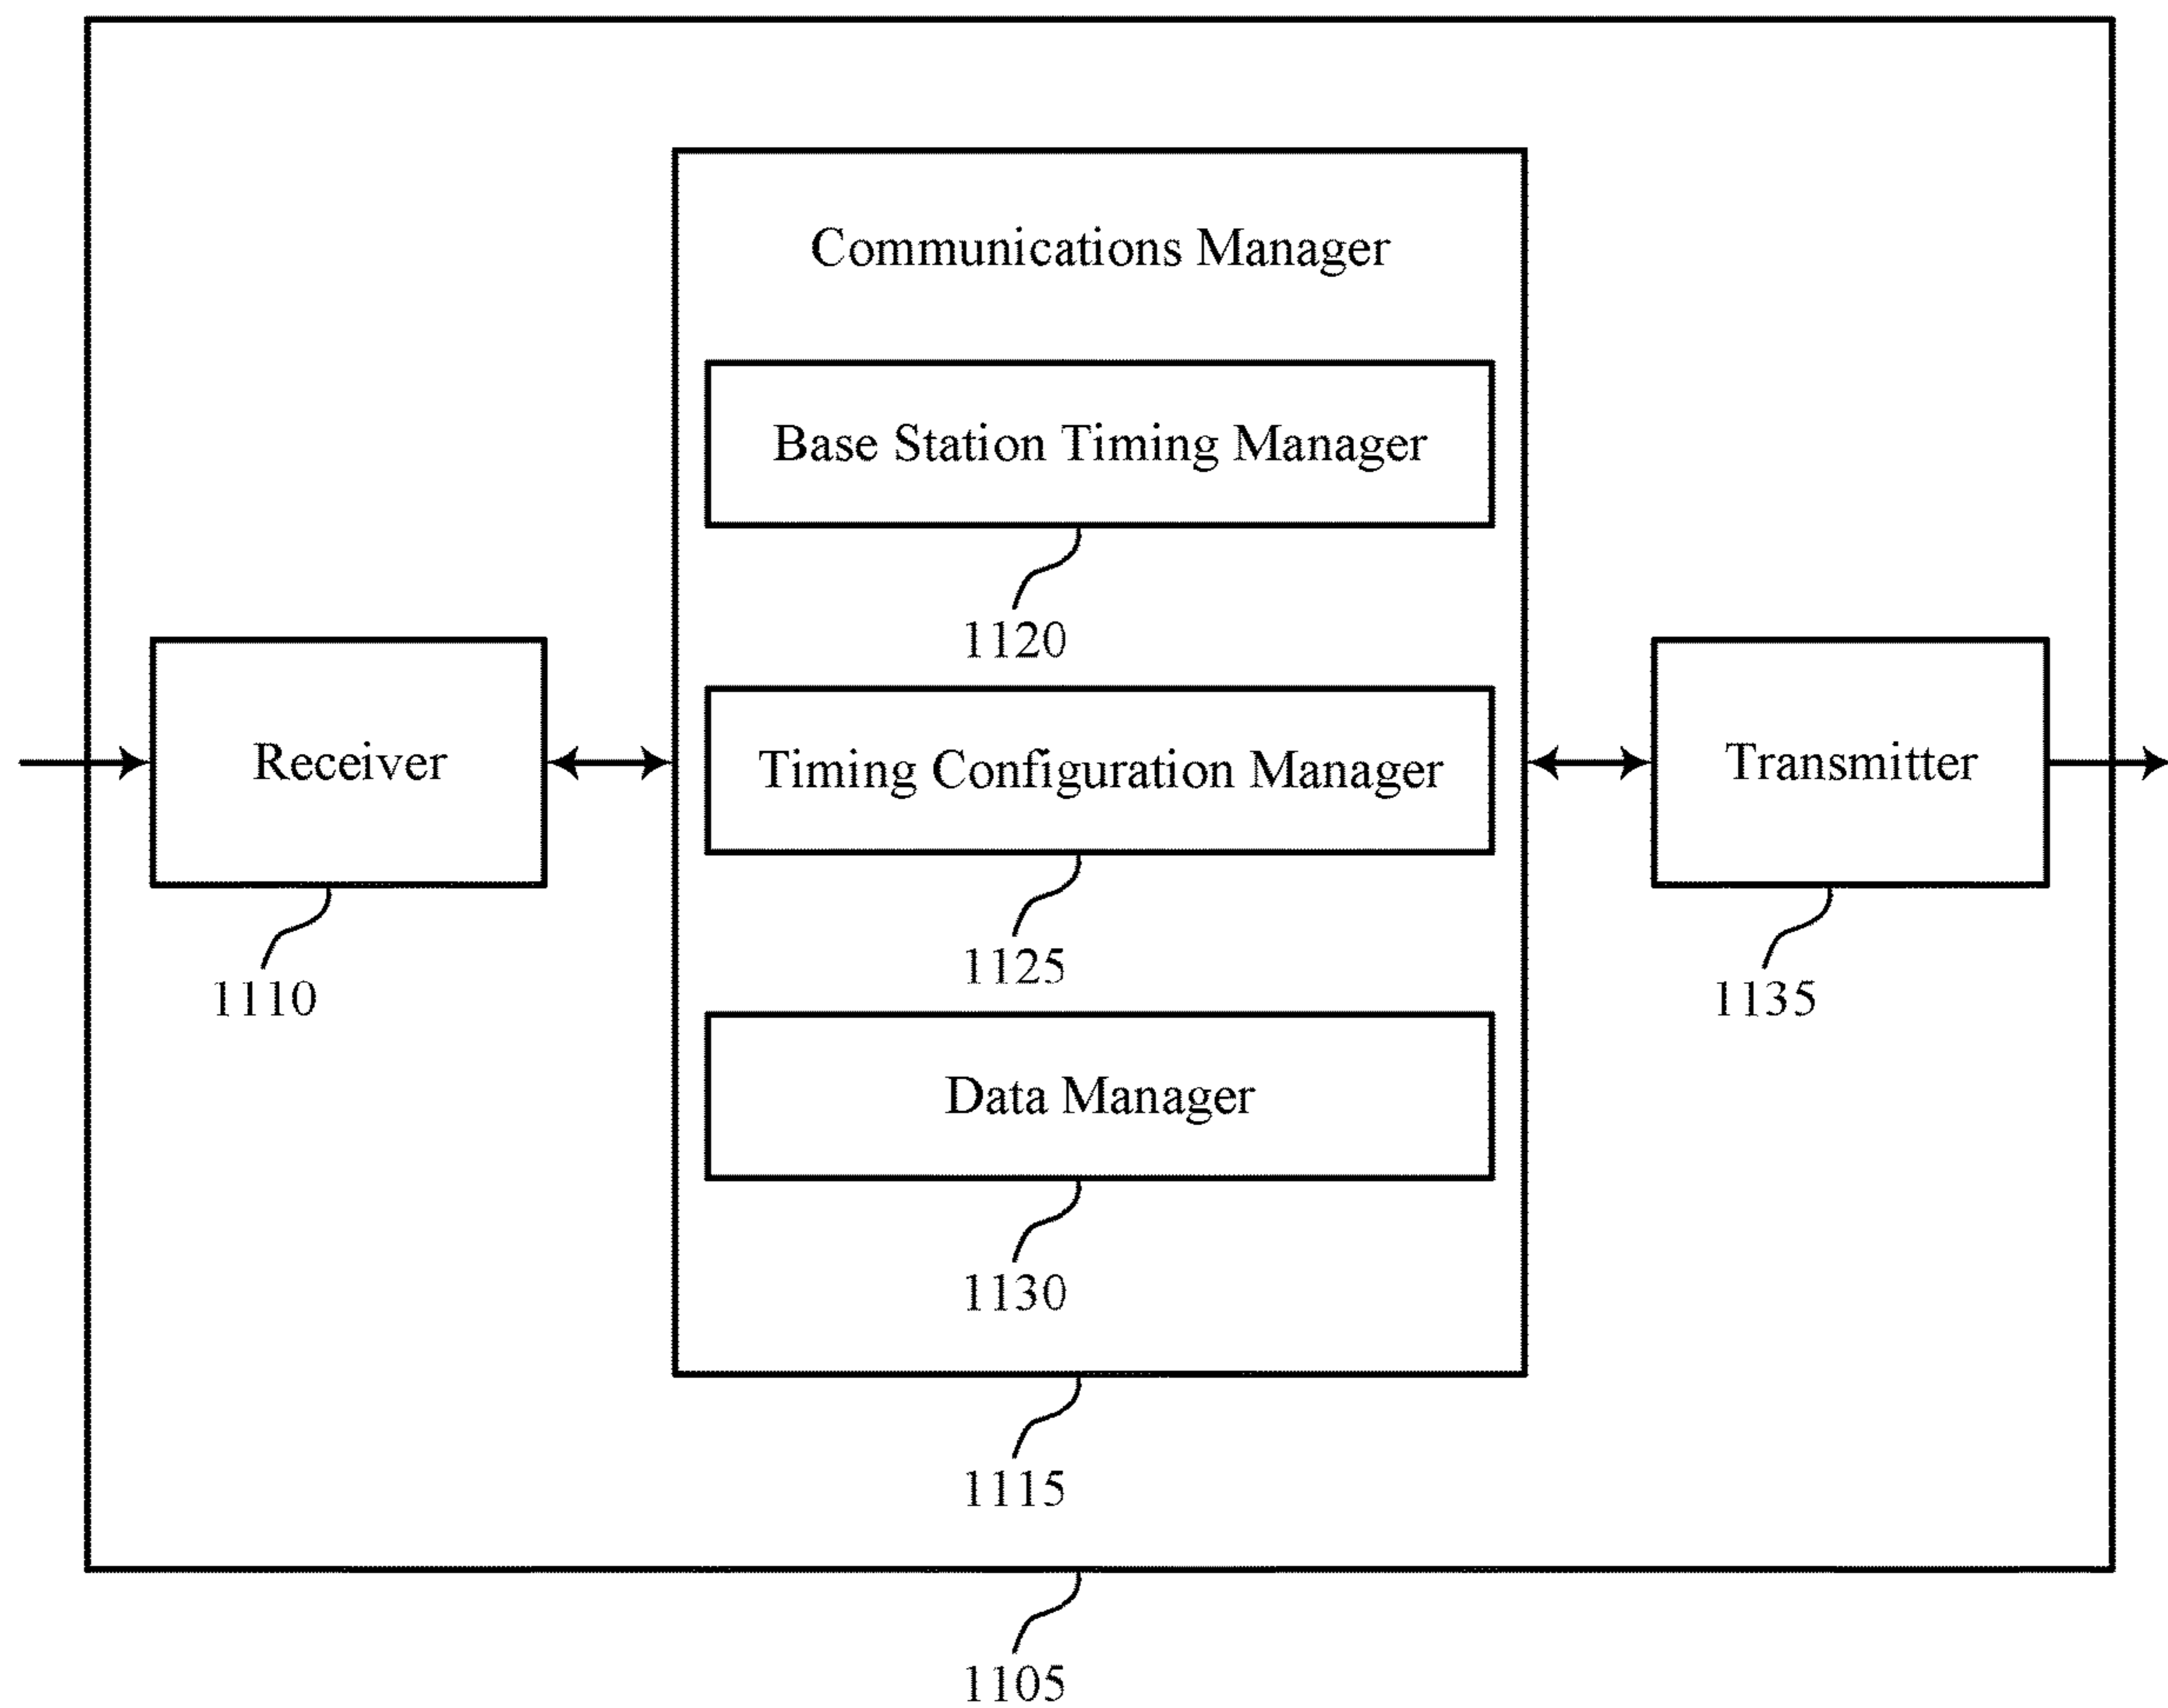 Communications Manager
Base Station Timing Manager
1120
Receiver
1110
Timing Configuration Manager
1125
Transmitter
1135
Data Manager
1130
1115
1105